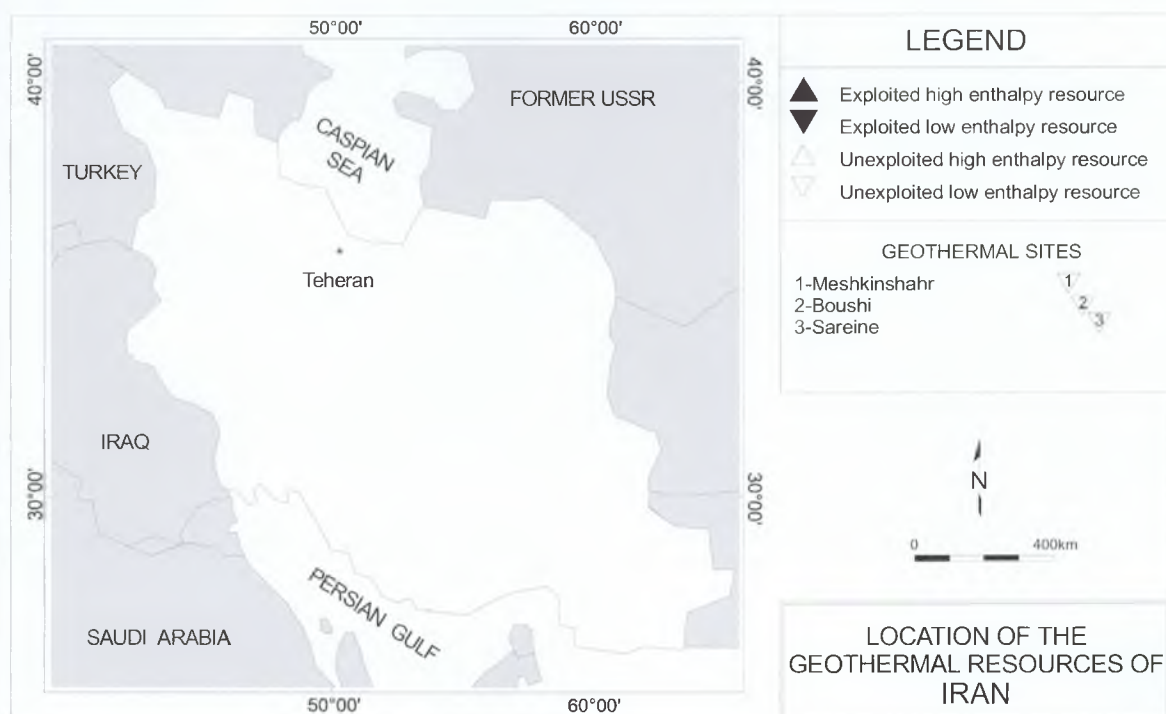 50°00'
60°00'
40°00'
40°00'
FORMER USSR
CASPIAN
SEA
TURKEY
Teheran
IRAQ
30°00'
30°00'
PERSIAN GULF
SAUDI ARABIA
50°00'
60°00'
LEGEND
Exploited high enthalpy resource
Exploited low enthalpy resource
Unexploited high enthalpy resource
Unexploited low enthalpy resource
GEOTHERMAL SITES
1-Meshkinshahr
2-Boushi
3-Sareine
1
2
3
N
0 400km
LOCATION OF THE
GEOTHERMAL RESOURCES OF
IRAN